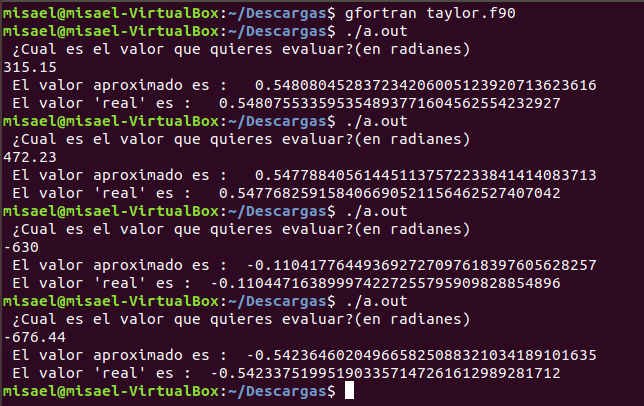 misael@misael-VirtualBox:~/Descargas$ gfortran taylor.f90
misael@misael-VirtualBox:~/Descargas$ ./a.out
¿Cual es el valor que quieres evaluar?(en radianes)
315.15
El valor aproximado es :   0.548080452837234206005123920713623616
El valor 'real' es :   0.548075533595354893771604562554232927
misael@misael-VirtualBox:~/Descargas$ ./a.out
¿Cual es el valor que quieres evaluar?(en radianes)
472.23
El valor aproximado es :   0.547788405614451137572233841414083713
El valor 'real' es :   0.547768259158406690521156462527407042
misael@misael-VirtualBox:~/Descargas$ ./a.out
¿Cual es el valor que quieres evaluar?(en radianes)
-630
El valor aproximado es :  -0.110417764493692727097618397605628257
El valor 'real' es :  -0.110447163899974227255795909828854896
misael@misael-VirtualBox:~/Descargas$ ./a.out
¿Cual es el valor que quieres evaluar?(en radianes)
-676.44
El valor aproximado es :  -0.542364602049665825088321034189101635
El valor 'real' es :  -0.542337519951903357147261612989281712
misael@misael-VirtualBox:~/Descargas$